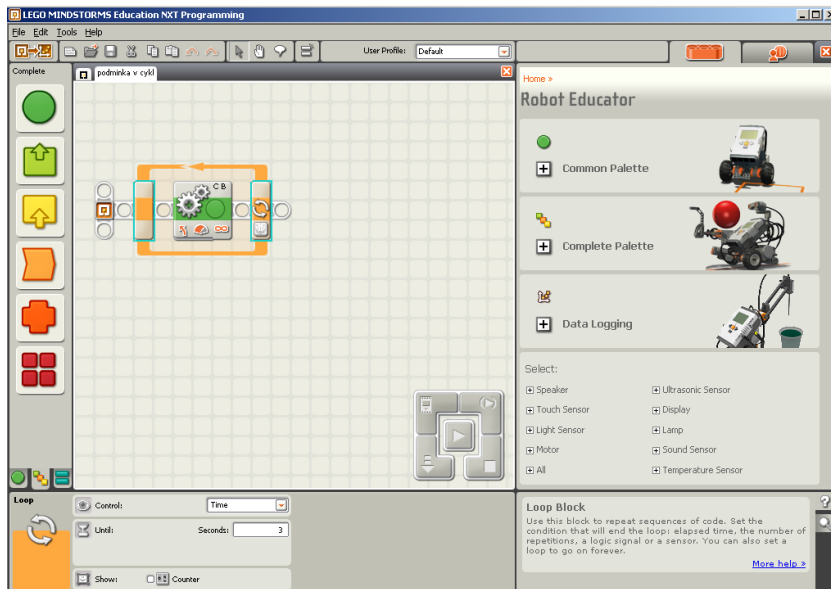 LEGO MINDSTORMS Education NXT Programming
File Edit Tools Help
User Profile: Default
Complete
podminka v cykl
C B
Home »
Robot Educator
Common Palette
Complete Palette
Data Logging
Select:
Speaker
Ultrasonic Sensor
Touch Sensor
Display
Light Sensor
Lamp
Motor
Sound Sensor
All
Temperature Sensor
Loop
Control: Time
Until: Seconds: 3
Show: Counter
Loop Block
Use this block to repeat sequences of code. Set the
condition that will end the loop: elapsed time, the number of
repetitions, a logic signal or a sensor. You can also set a
loop to go on forever.
More help »
?